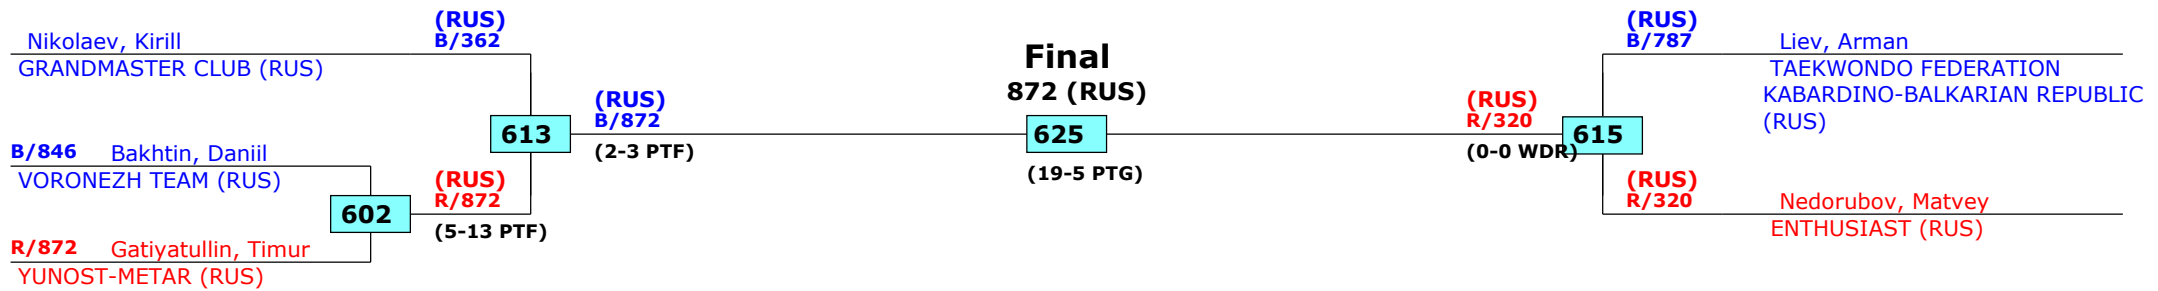 (RUS)
B/362
Nikolaev, Kirill
GRANDMASTER CLUB (RUS)
B/846 Bakhtin, Daniil
VORONEZH TEAM (RUS)
R/872 Gatiyatullin, Timur
YUNOST-METAR (RUS)
602
(RUS)
R/872
(5-13 PTF)
613
(RUS)
B/872
(2-3 PTF)
Final
872 (RUS)
625
(19-5 PTG)
(RUS)
R/320
(0-0 WDR)
615
(RUS)
B/787
Liev, Arman
TAEKWONDO FEDERATION
KABARDINO-BALKARIAN REPUBLIC
(RUS)
(RUS)
R/320
Nedorubov, Matvey
ENTHUSIAST (RUS)